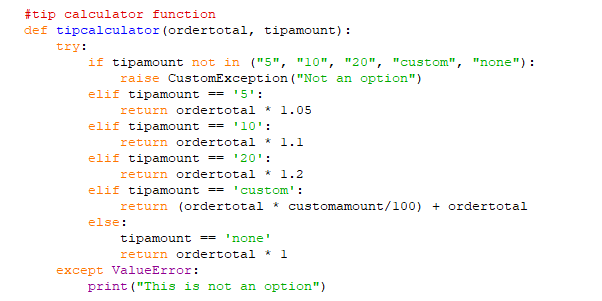 #tip calculator function
def tipcalculator(ordertotal, tipamount):
    try:
        if tipamount not in ("5", "10", "20", "custom", "none"):
            raise CustomException("Not an option")
        elif tipamount == '5':
            return ordertotal * 1.05
        elif tipamount == '10':
            return ordertotal * 1.1
        elif tipamount == '20':
            return ordertotal * 1.2
        elif tipamount == 'custom':
            return (ordertotal * customamount/100) + ordertotal
        else:
            tipamount == 'none'
            return ordertotal * 1
    except ValueError:
        print("This is not an option")